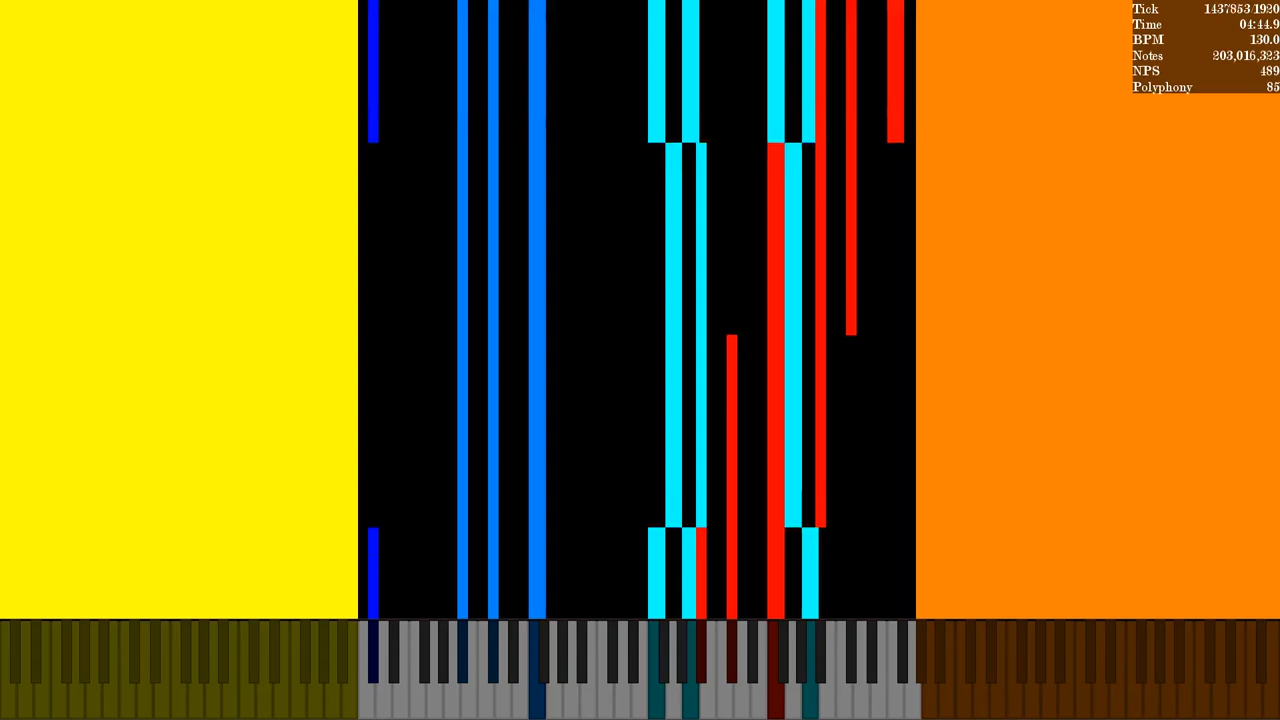 Tick 1437853/1920
Time 04:44.9
BPM 130.0
Notes 203,016,323
NPS 489
Polyphony 85